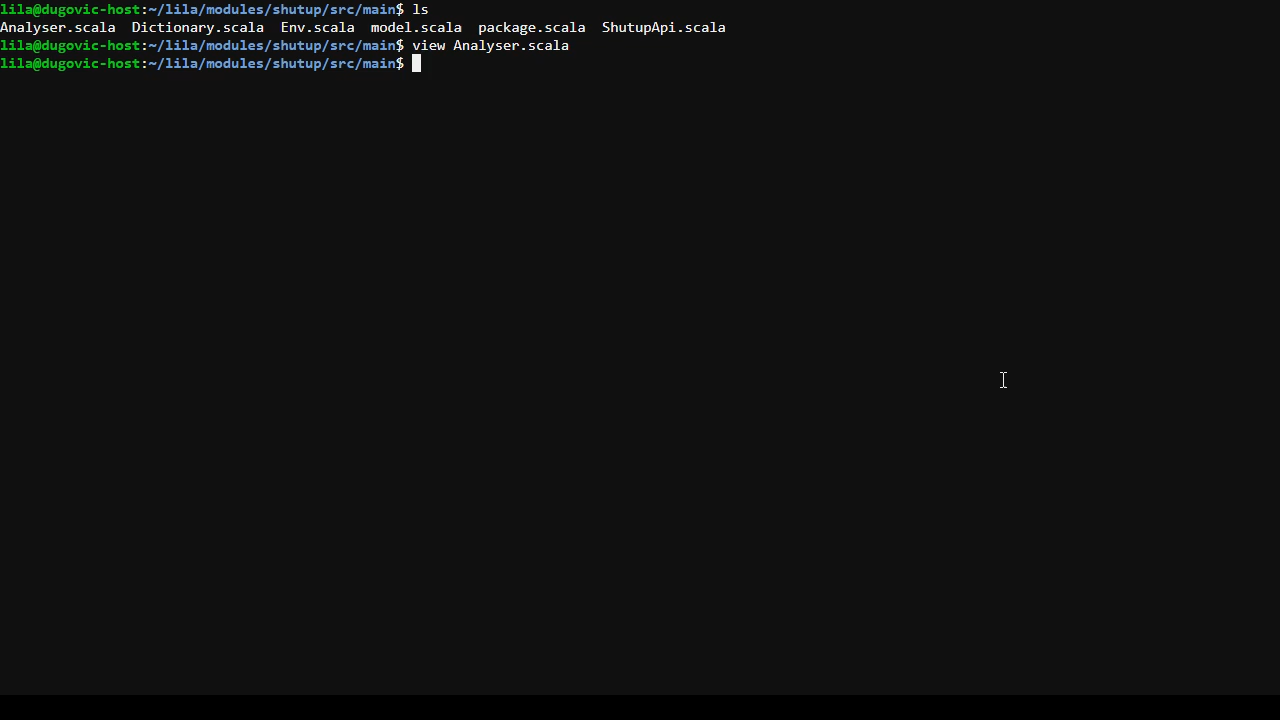 lila@dugovic-host:~/lila/modules/shutup/src/main$ ls
Analyser.scala  Dictionary.scala  Env.scala  model.scala  package.scala  ShutupApi.scala
lila@dugovic-host:~/lila/modules/shutup/src/main$ view Analyser.scala
lila@dugovic-host:~/lila/modules/shutup/src/main$